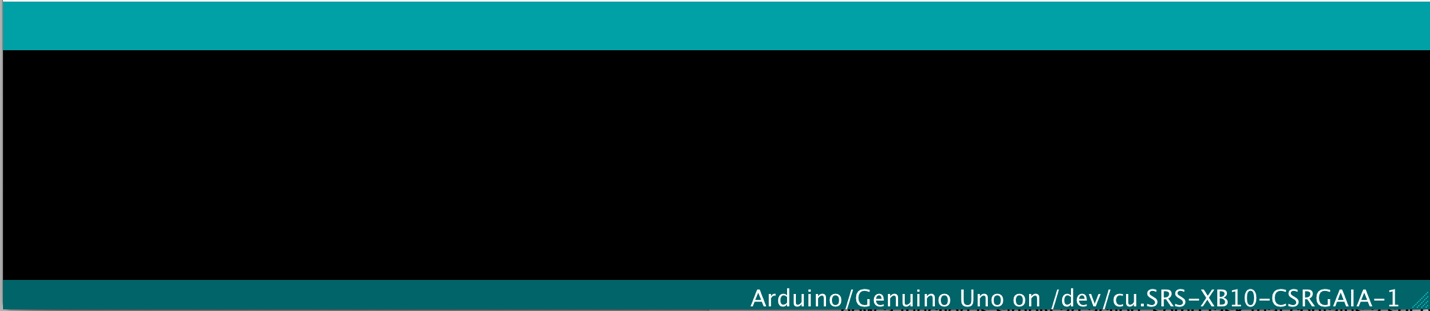 Arduino/Genuino Uno on /dev/cu.SRS-XB10-CSRGAIA-1